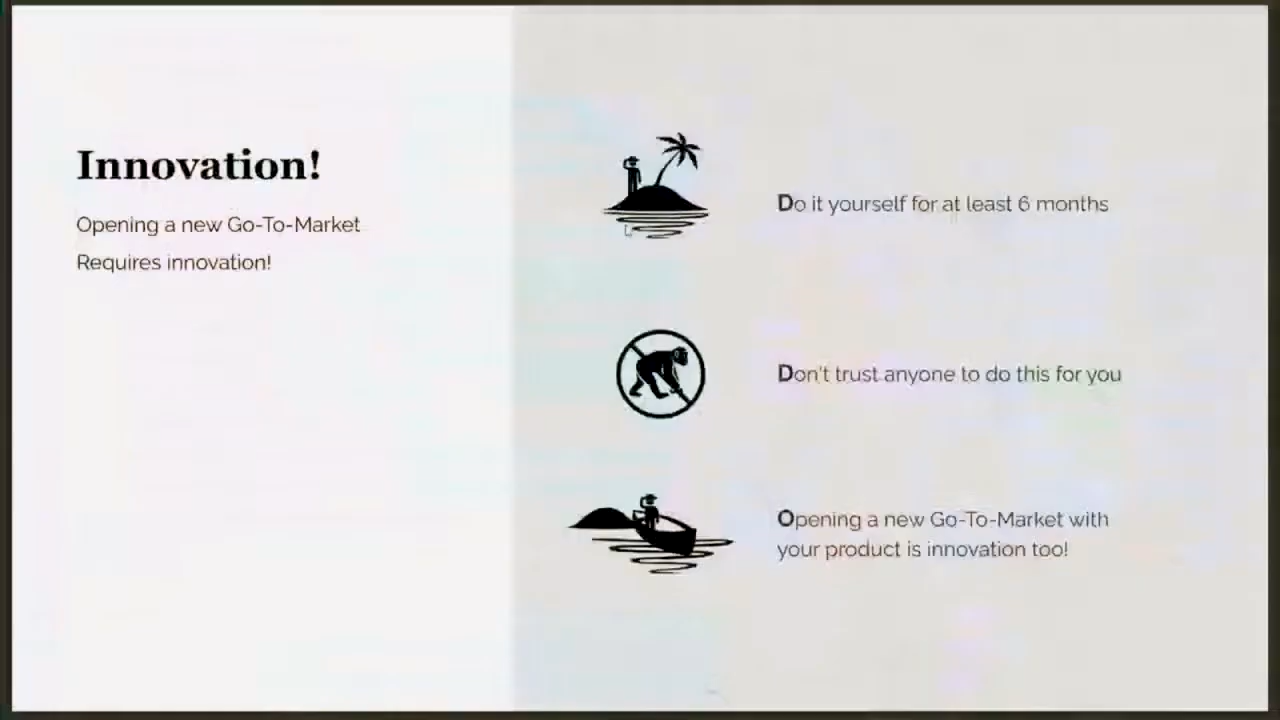 Innovation!
Opening a new Go-To-Market
Requires innovation!
Do it yourself for at least 6 months
Don't trust anyone to do this for you
Opening a new Go-To-Market with
your product is innovation too!